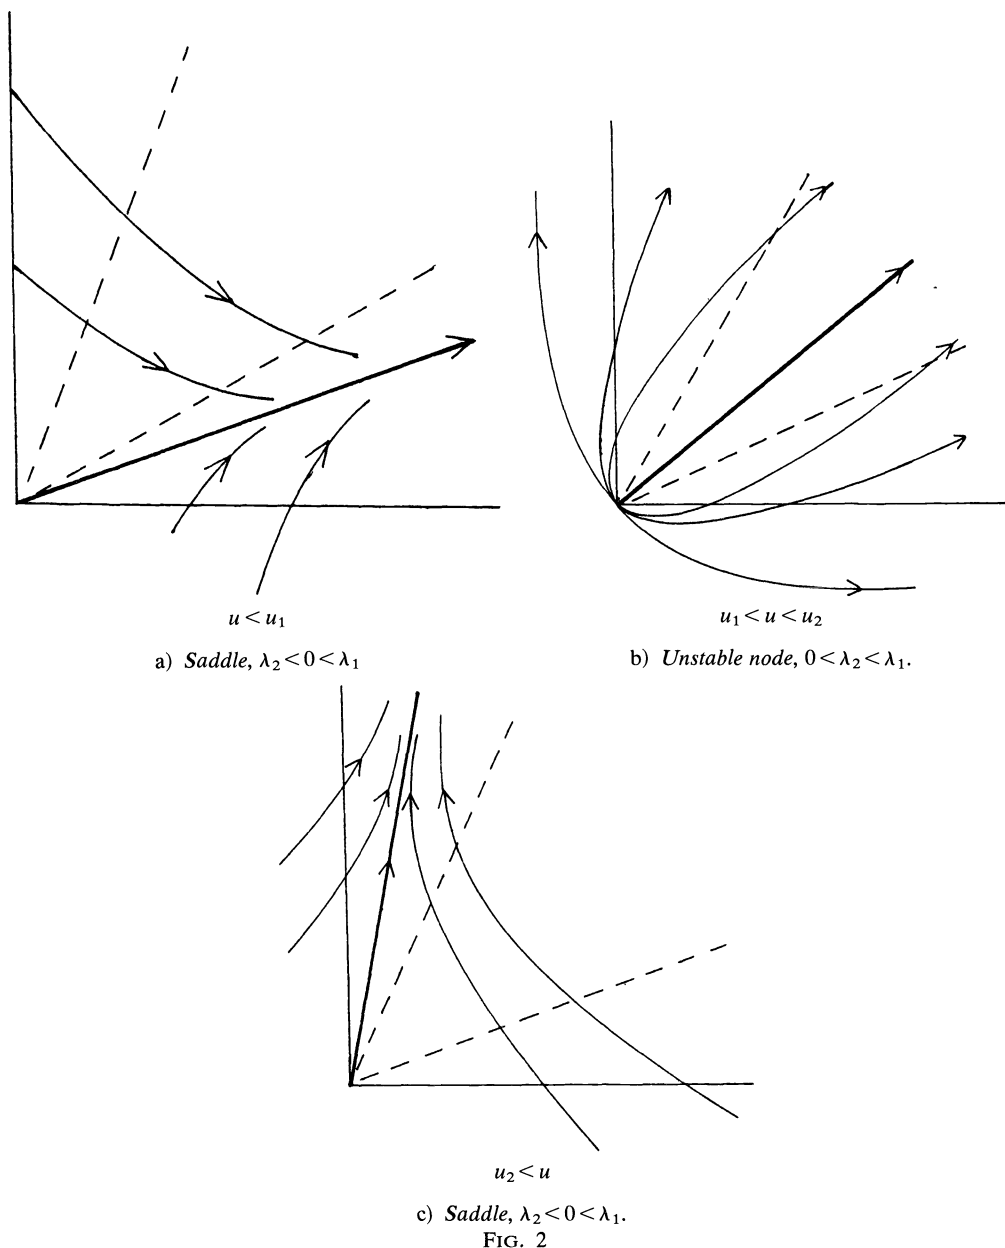 u < u₁
a) Saddle, λ₂<0<λ₁
u₁ < u < u₂
b) Unstable node, 0<λ₂<λ₁.
u₂ < u
c) Saddle, λ₂<0<λ₁.
FIG. 2